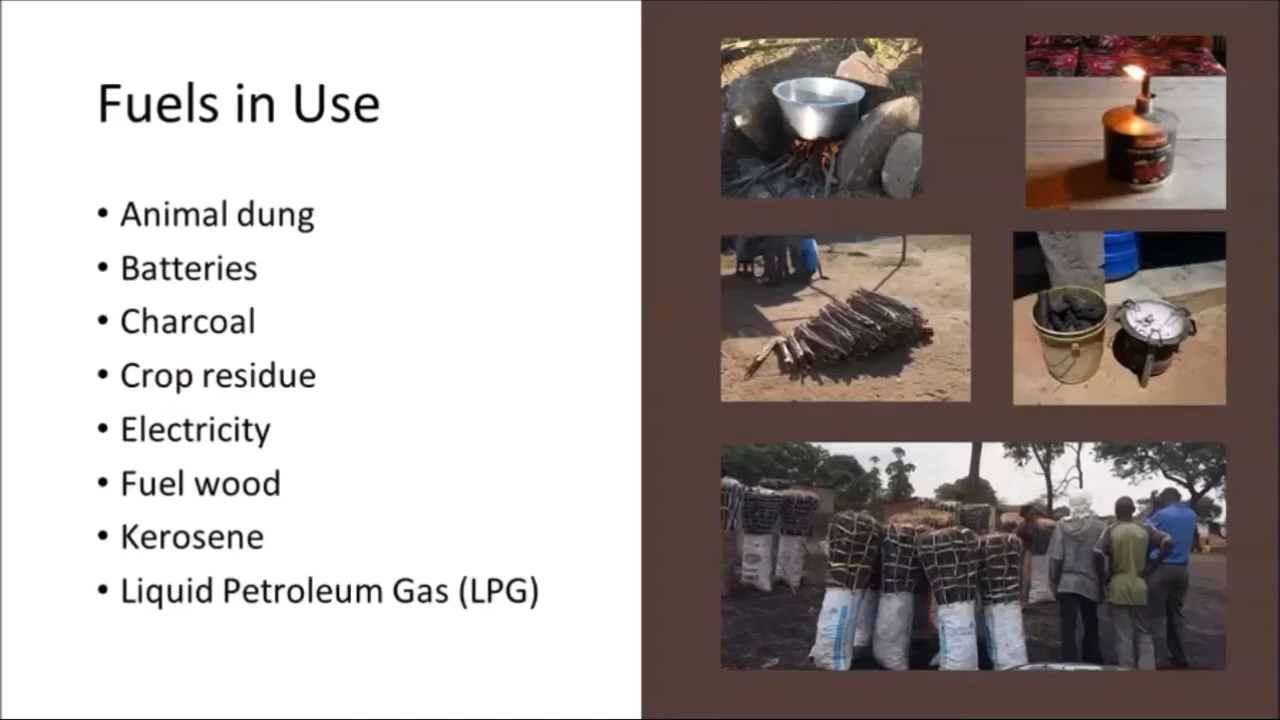 Fuels in Use
• Animal dung
• Batteries
• Charcoal
• Crop residue
• Electricity
• Fuel wood
• Kerosene
• Liquid Petroleum Gas (LPG)